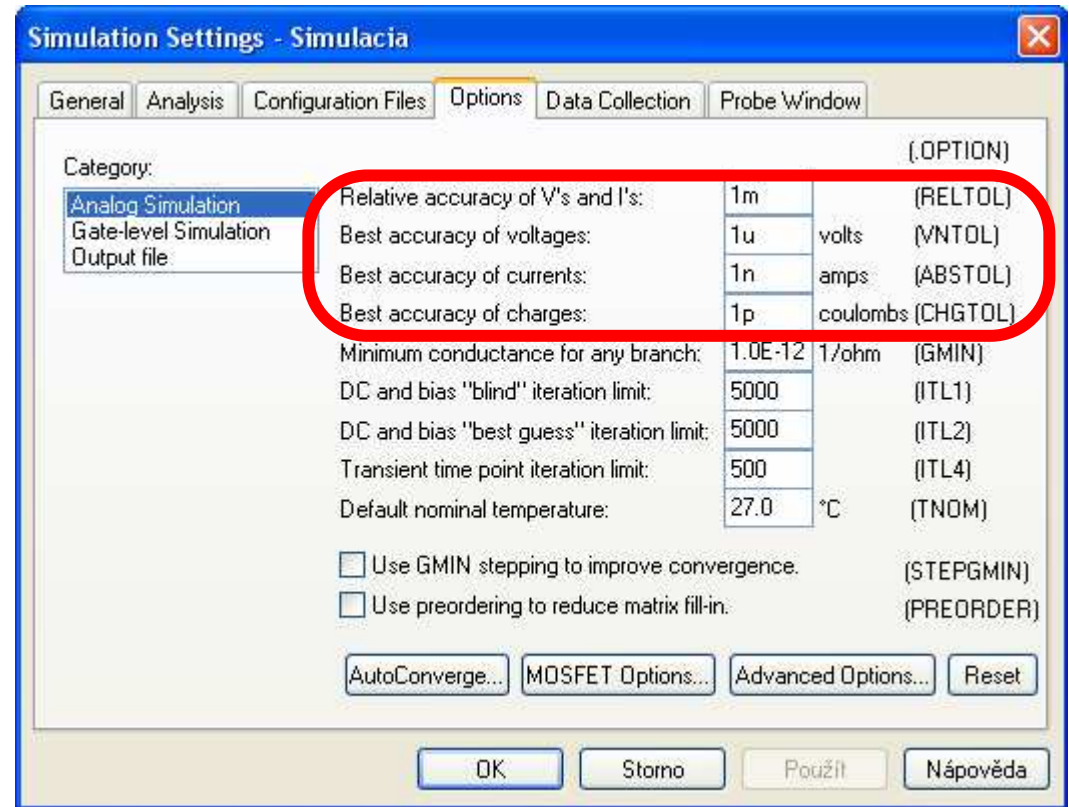 Simulation Settings - Simulacia
General Analysis Configuration Files Options Data Collection Probe Window
(.OPTION)
Category:
Analog Simulation
Gate-level Simulation
Output file
Relative accuracy of V's and I's: 1m (RELTOL)
Best accuracy of voltages: 1u volts (VNTOL)
Best accuracy of currents: 1n amps (ABSTOL)
Best accuracy of charges: 1p coulombs (CHGTOL)
Minimum conductance for any branch: 1.0E-12 1/ohm (GMIN)
DC and bias "blind" iteration limit: 5000 (ITL1)
DC and bias "best guess" iteration limit: 5000 (ITL2)
Transient time point iteration limit: 500 (ITL4)
Default nominal temperature: 27.0 °C (TNOM)
Use GMIN stepping to improve convergence. (STEPGMIN)
Use preordering to reduce matrix fill-in. (PREORDER)
AutoConverge... MOSFET Options... Advanced Options... Reset
OK Storno Použít Nápověda